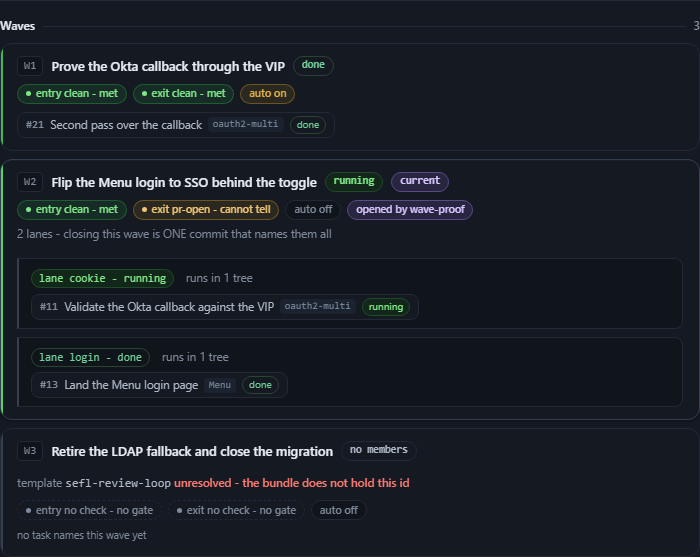 Waves 3
W1 Prove the Okta callback through the VIP done
entry clean - met exit clean - met auto on
#21 Second pass over the callback oauth2-multi done
W2 Flip the Menu login to SSO behind the toggle running current
entry clean - met exit pr-open - cannot tell auto off opened by wave-proof
2 lanes - closing this wave is ONE commit that names them all
lane cookie - running runs in 1 tree
#11 Validate the Okta callback against the VIP oauth2-multi running
lane login - done runs in 1 tree
#13 Land the Menu login page Menu done
W3 Retire the LDAP fallback and close the migration no members
template sefl-review-loop unresolved - the bundle does not hold this id
entry no check - no gate exit no check - no gate auto off
no task names this wave yet